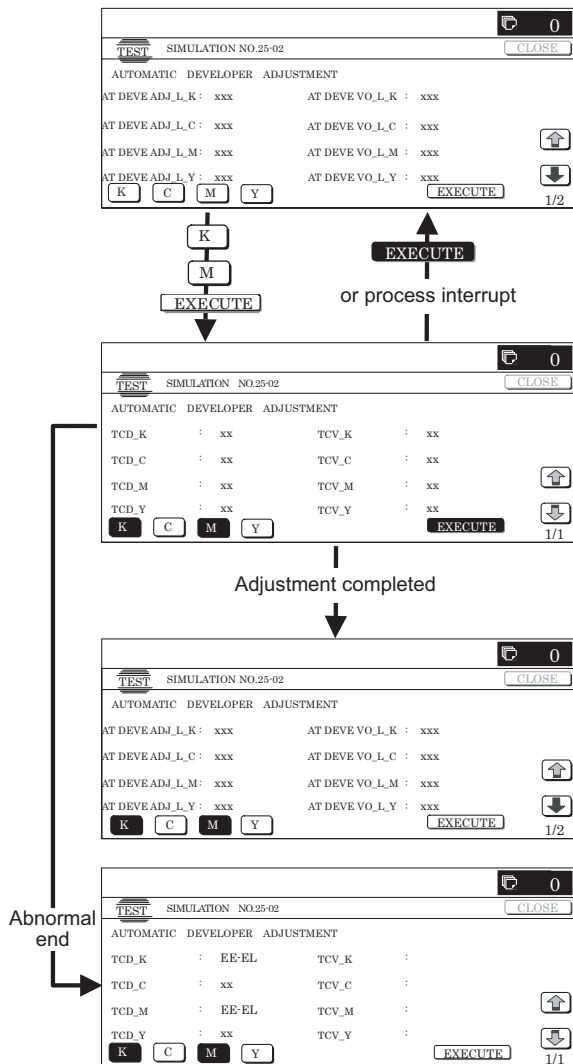 0
TEST SIMULATION NO.25-02 CLOSE
AUTOMATIC DEVELOPER ADJUSTMENT
AT DEVE ADJ_L_K : xxx AT DEVE VO_L_K : xxx
AT DEVE ADJ_L_C : xxx AT DEVE VO_L_C : xxx
AT DEVE ADJ_L_M : xxx AT DEVE VO_L_M : xxx
AT DEVE ADJ_L_Y : xxx AT DEVE VO_L_Y : xxx
K C M Y EXECUTE 1/2
K
M
EXECUTE
EXECUTE
or process interrupt
0
TEST SIMULATION NO.25-02 CLOSE
AUTOMATIC DEVELOPER ADJUSTMENT
TCD_K : xx TCV_K : xx
TCD_C : xx TCV_C : xx
TCD_M : xx TCV_M : xx
TCD_Y : xx TCV_Y : xx
K C M Y EXECUTE 1/1
Adjustment completed
0
TEST SIMULATION NO.25-02 CLOSE
AUTOMATIC DEVELOPER ADJUSTMENT
AT DEVE ADJ_L_K : xxx AT DEVE VO_L_K : xxx
AT DEVE ADJ_L_C : xxx AT DEVE VO_L_C : xxx
AT DEVE ADJ_L_M : xxx AT DEVE VO_L_M : xxx
AT DEVE ADJ_L_Y : xxx AT DEVE VO_L_Y : xxx
K C M Y EXECUTE 1/2
Abnormal
end
0
TEST SIMULATION NO.25-02 CLOSE
AUTOMATIC DEVELOPER ADJUSTMENT
TCD_K : EE-EL TCV_K :
TCD_C : xx TCV_C :
TCD_M : EE-EL TCV_M :
TCD_Y : xx TCV_Y :
K C M Y EXECUTE 1/1